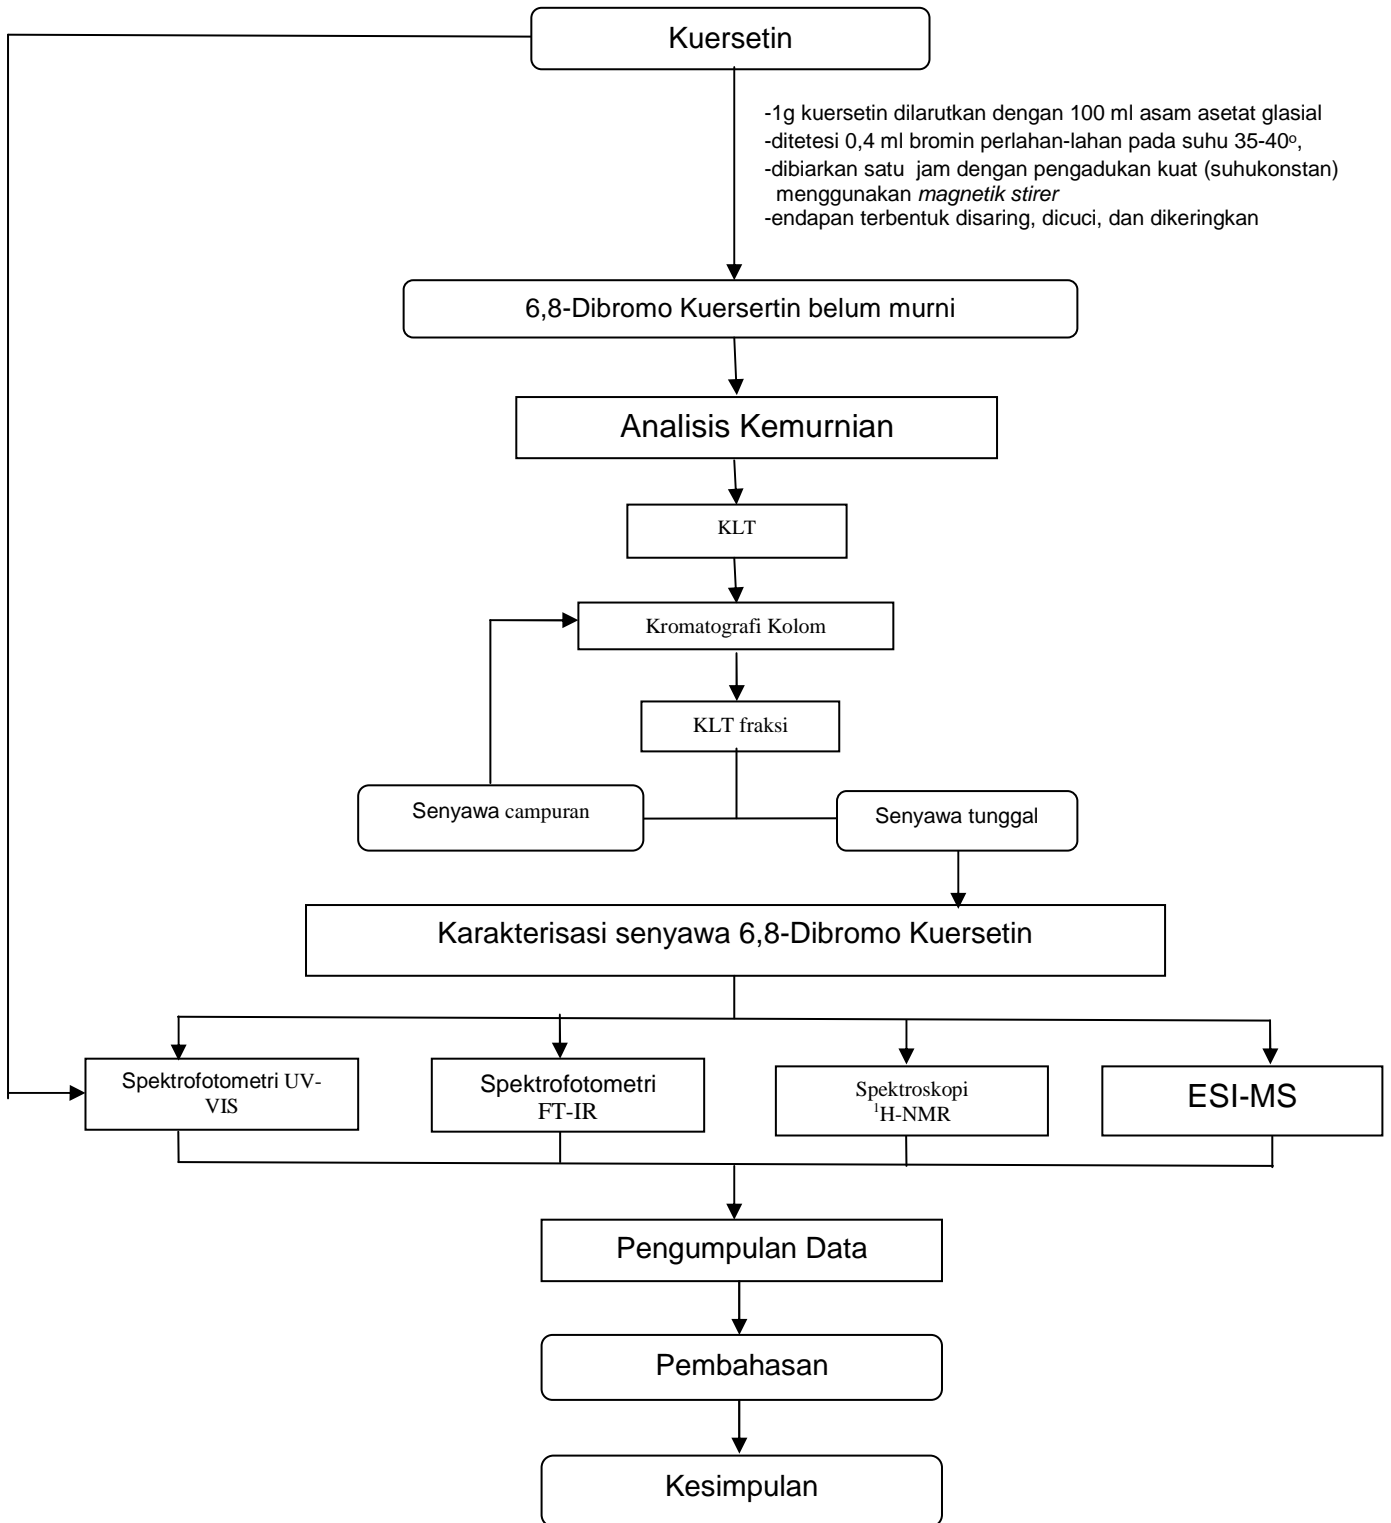 Kuersetin
-1g kuersetin dilarutkan dengan 100 ml asam asetat glasial
-ditetesi 0,4 ml bromin perlahan-lahan pada suhu 35-40º,
-dibiarkan satu jam dengan pengadukan kuat (suhukonstan)
menggunakan magnetik stirer
-endapan terbentuk disaring, dicuci, dan dikeringkan
6,8-Dibromo Kuersertin belum murni
Analisis Kemurnian
KLT
Kromatografi Kolom
KLT fraksi
Senyawa campuran
Senyawa tunggal
Karakterisasi senyawa 6,8-Dibromo Kuersetin
Spektrofotometri UV-
VIS
Spektrofotometri
FT-IR
Spektroskopi
¹H-NMR
ESI-MS
Pengumpulan Data
Pembahasan
Kesimpulan